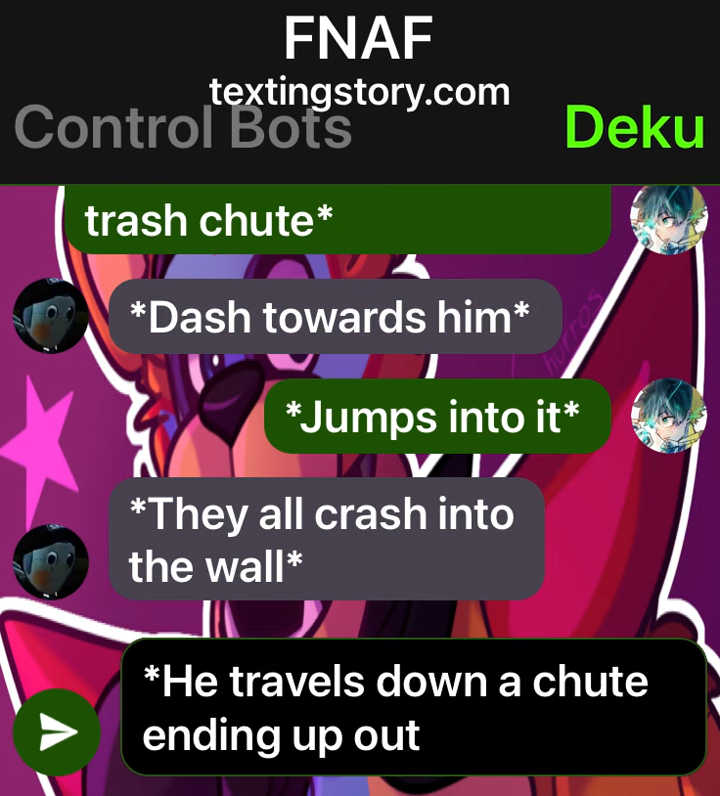 FNAF
textingstory.com
Control Bots
Deku
trash chute*
*Dash towards him*
*Jumps into it*
*They all crash into
the wall*
*He travels down a chute
ending up out
hurros